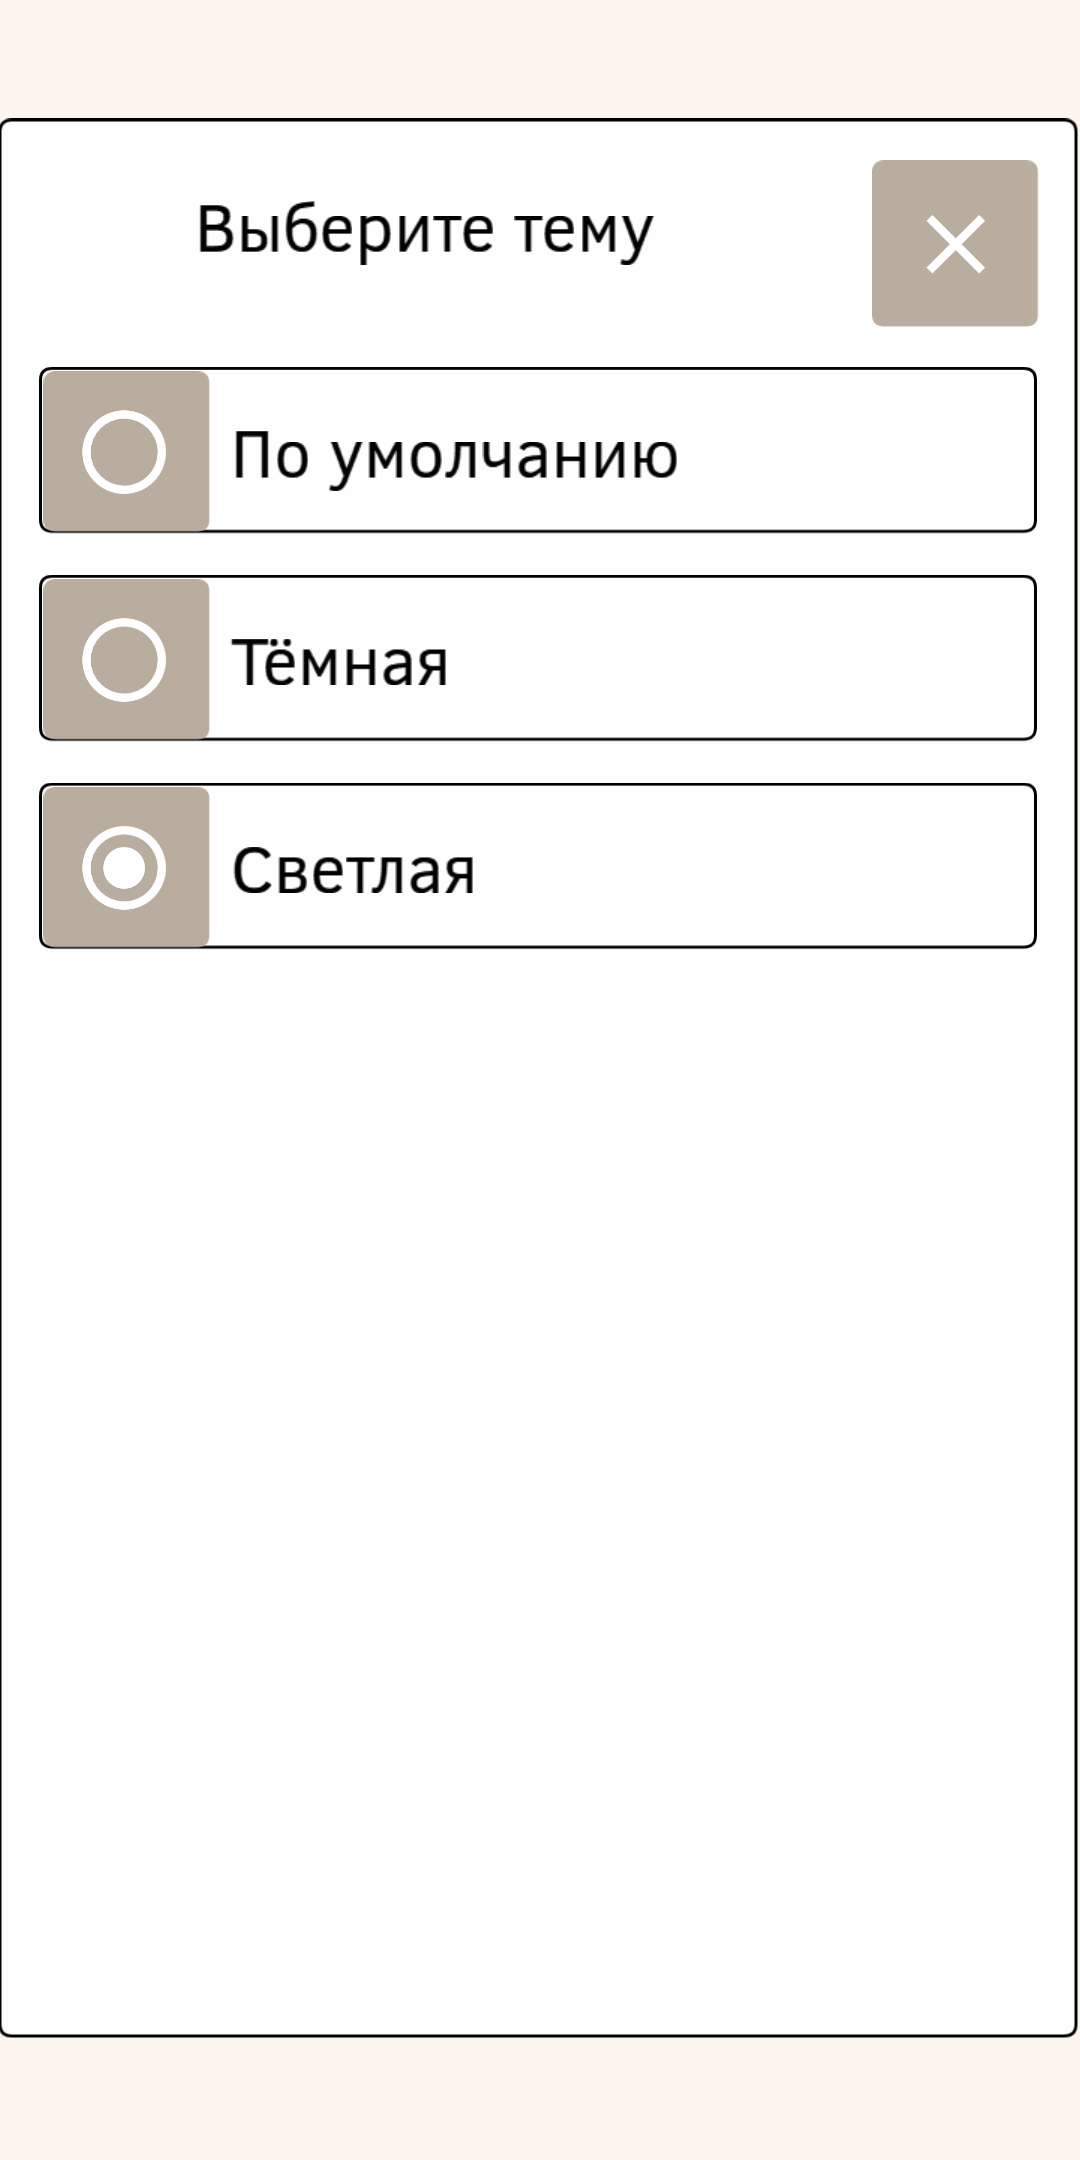 Выберите тему
По умолчанию
Тёмная
Светлая